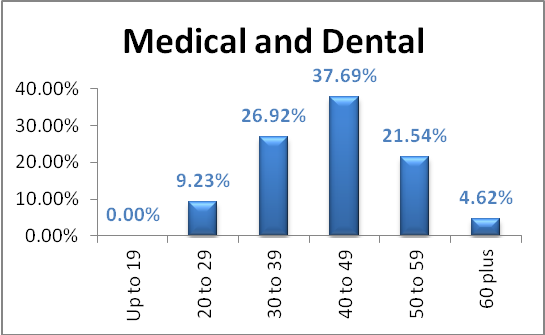 Medical and Dental
40.00%
30.00%
20.00%
10.00%
0.00%
0.00%
9.23%
26.92%
37.69%
21.54%
4.62%
Up to 19
20 to 29
30 to 39
40 to 49
50 to 59
60 plus